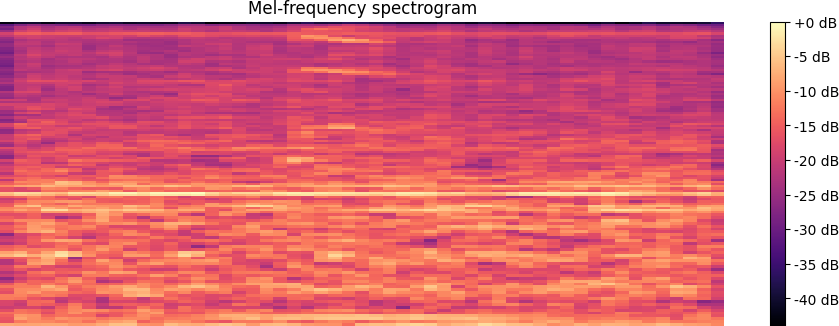 Mel-frequency spectrogram
+0 dB
-5 dB
-10 dB
-15 dB
-20 dB
-25 dB
-30 dB
-35 dB
-40 dB